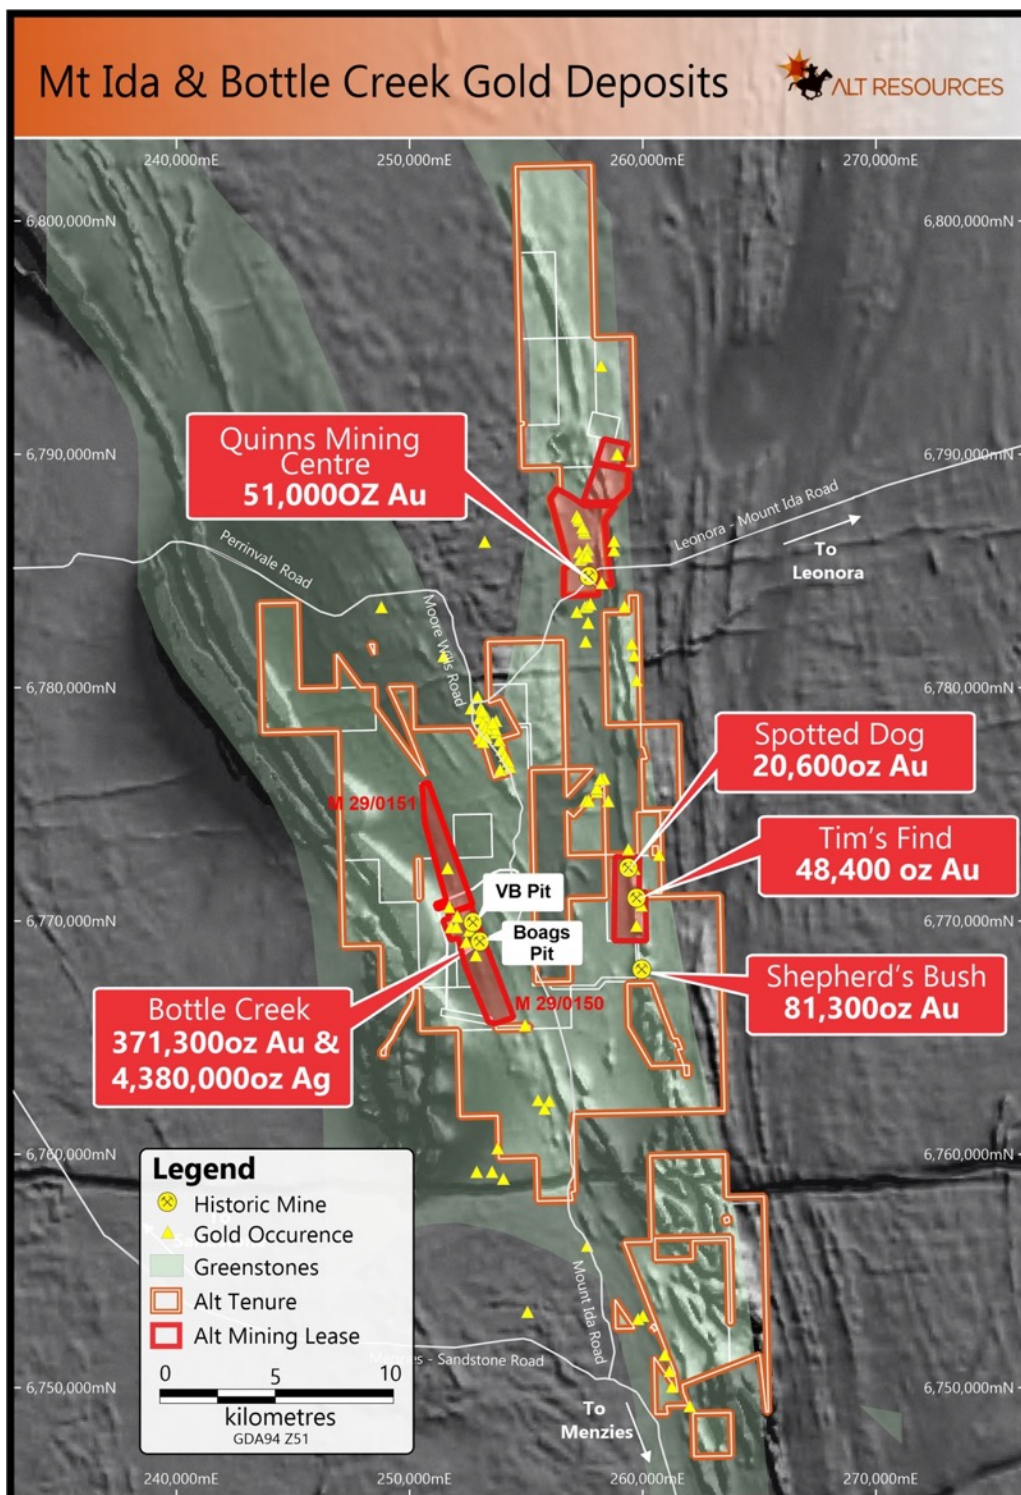 Mt Ida & Bottle Creek Gold Deposits
ALT RESOURCES
240,000mE
250,000mE
260,000mE
270,000mE
6,800,000mN
6,800,000mN
Quinns Mining
Centre
51,000OZ Au
6,790,000mN
6,790,000mN
Leonora - Mount Ida Road
To
Leonora
Perrinvale Road
Moore Wills Road
6,780,000mN
6,780,000mN
Spotted Dog
20,600oz Au
M 29/0151
Tim's Find
48,400 oz Au
VB Pit
Boags
Pit
6,770,000mN
6,770,000mN
Shepherd's Bush
81,300oz Au
M 29/0150
Bottle Creek
371,300oz Au &
4,380,000oz Ag
6,760,000mN
6,760,000mN
Legend
Historic Mine
Gold Occurence
Greenstones
Alt Tenure
Alt Mining Lease
0 5 10
kilometres
GDA94 Z51
Mount Ida Road
- Sandstone Road
To
Menzies
6,750,000mN
6,750,000mN
240,000mE
250,000mE
260,000mE
270,000mE